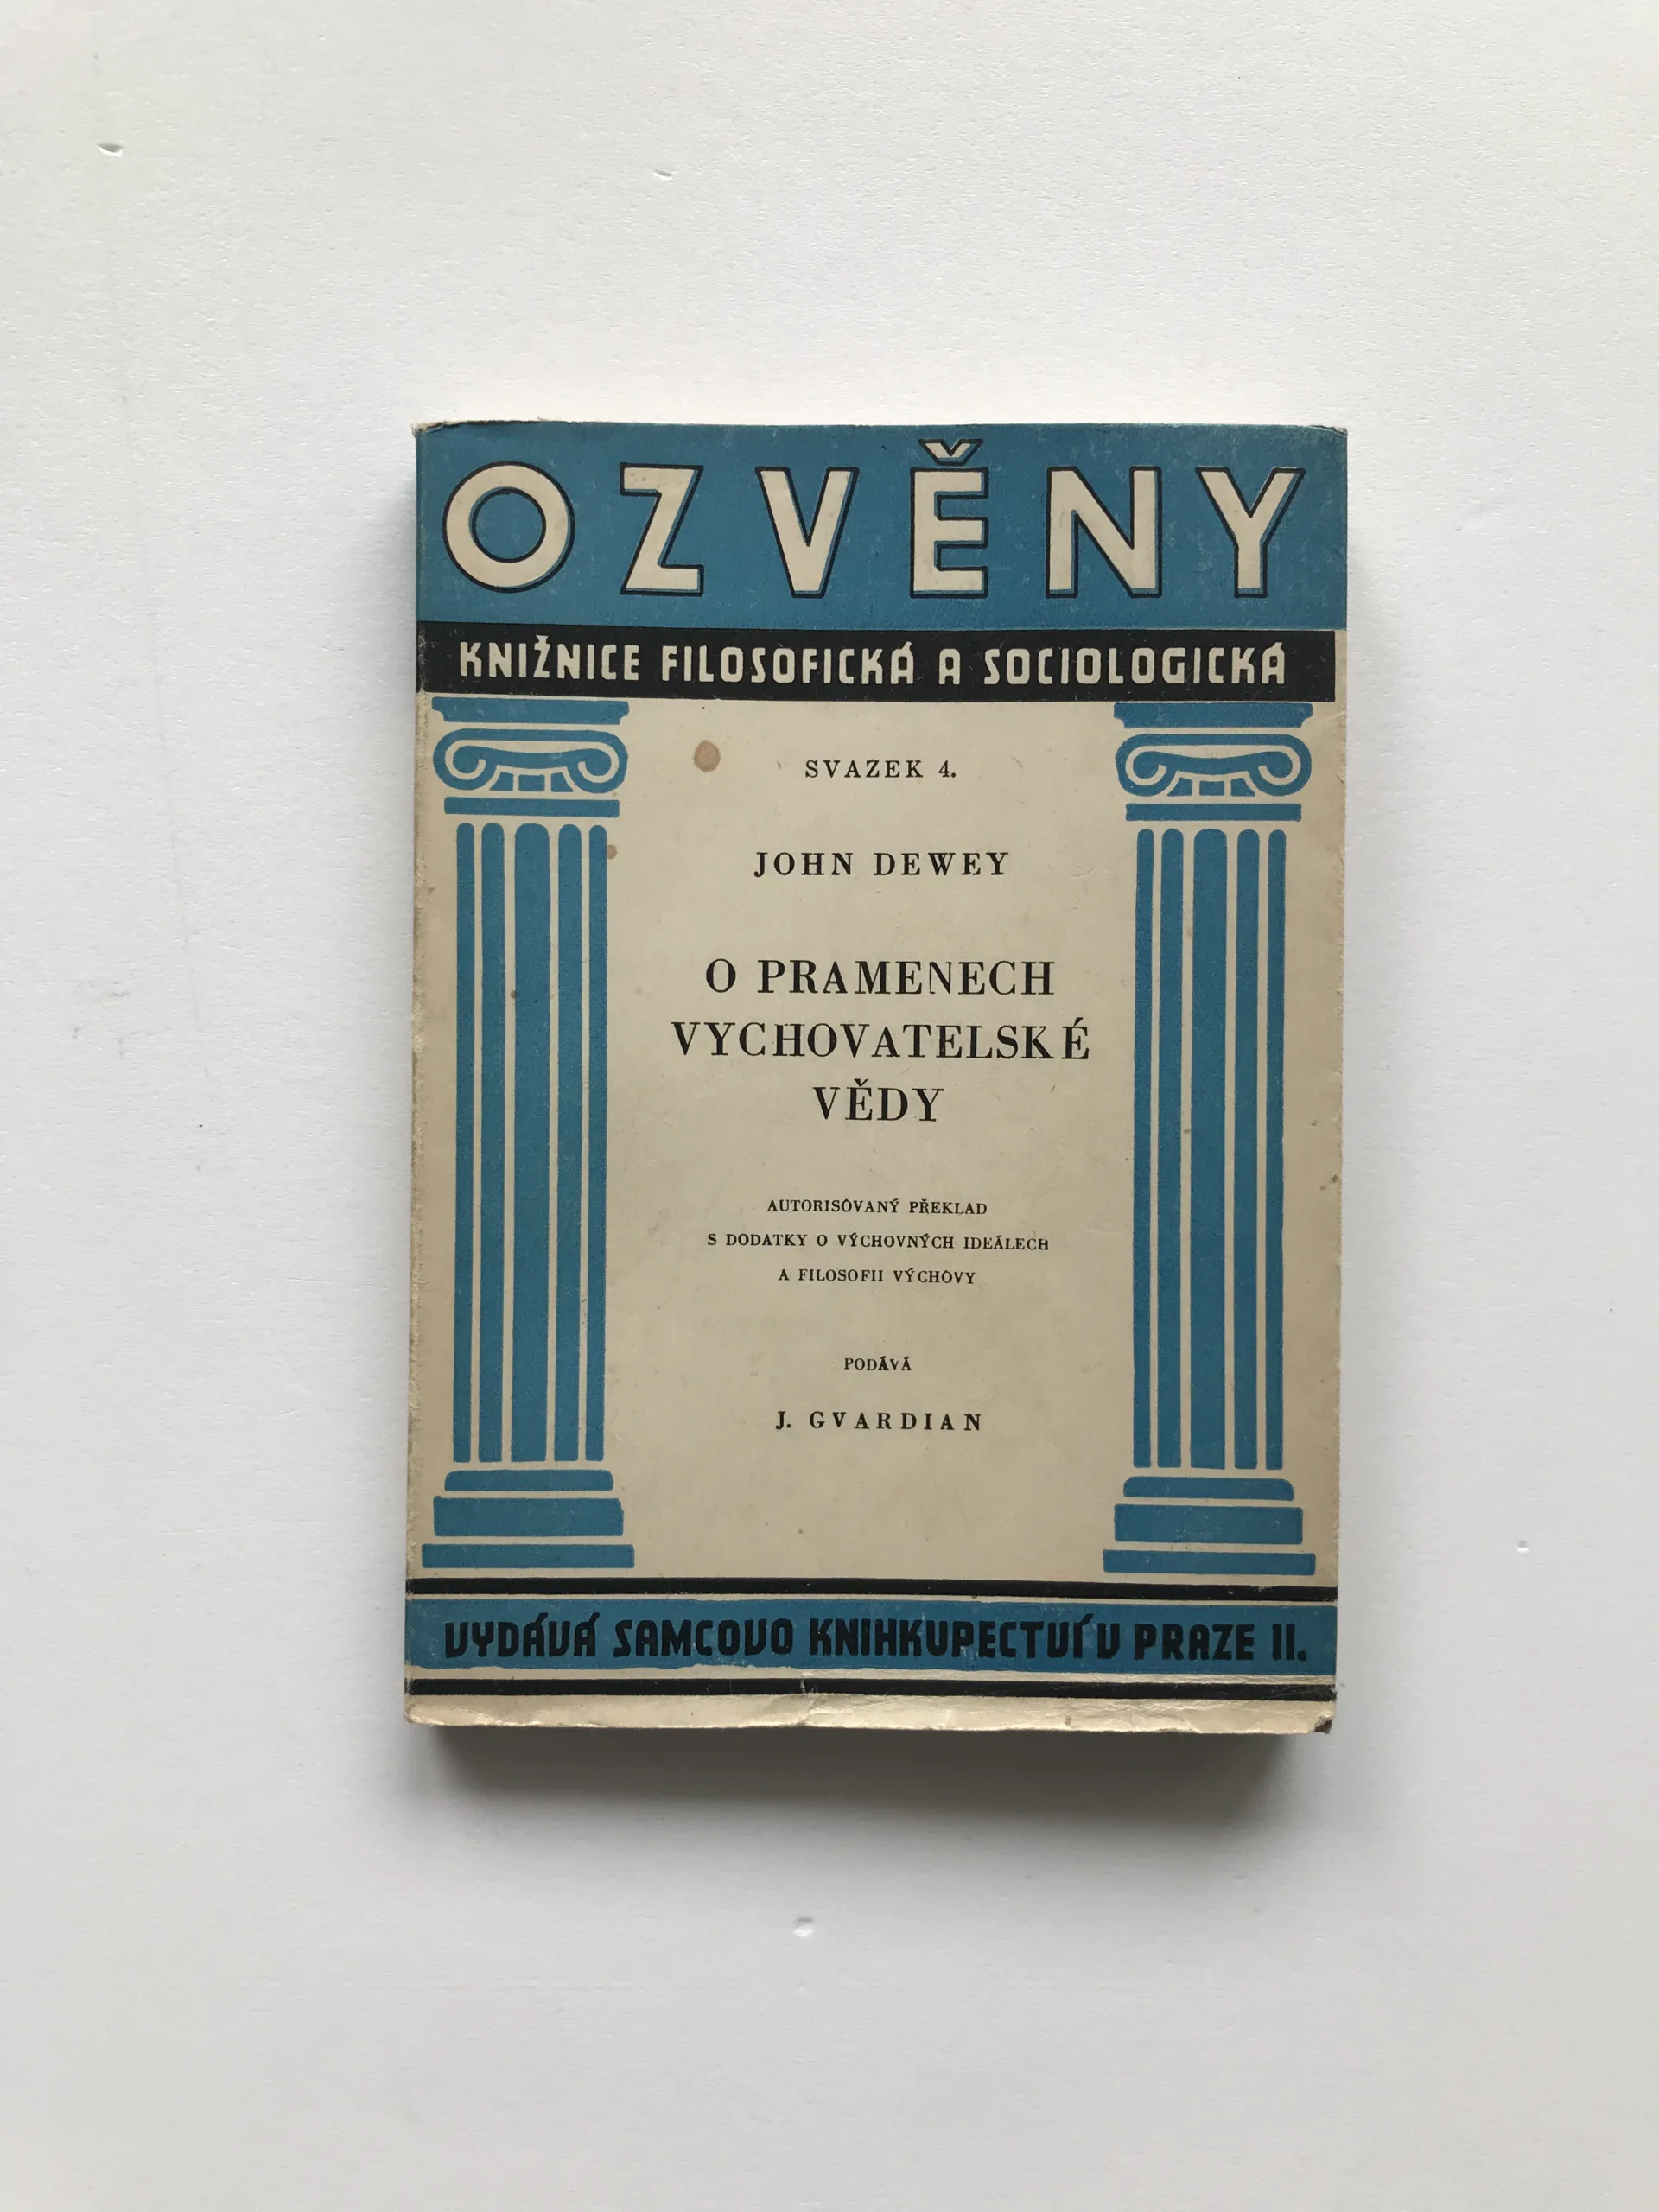 OZVĚNY
KNIŽNICE FILOSOFICKÁ A SOCIOLOGICKÁ
SVAZEK 4.
JOHN DEWEY
O PRAMENECH
VYCHOVATELSKÉ
VĚDY
AUTORISOVANÝ PŘEKLAD
S DODATKY O VÝCHOVNÝCH IDEÁLECH
A FILOSOFII VÝCHOVY
PODÁVÁ
J. GVARDIAN
VYDÁVÁ SAMCOVO KNIHKUPECTVÍ V PRAZE II.